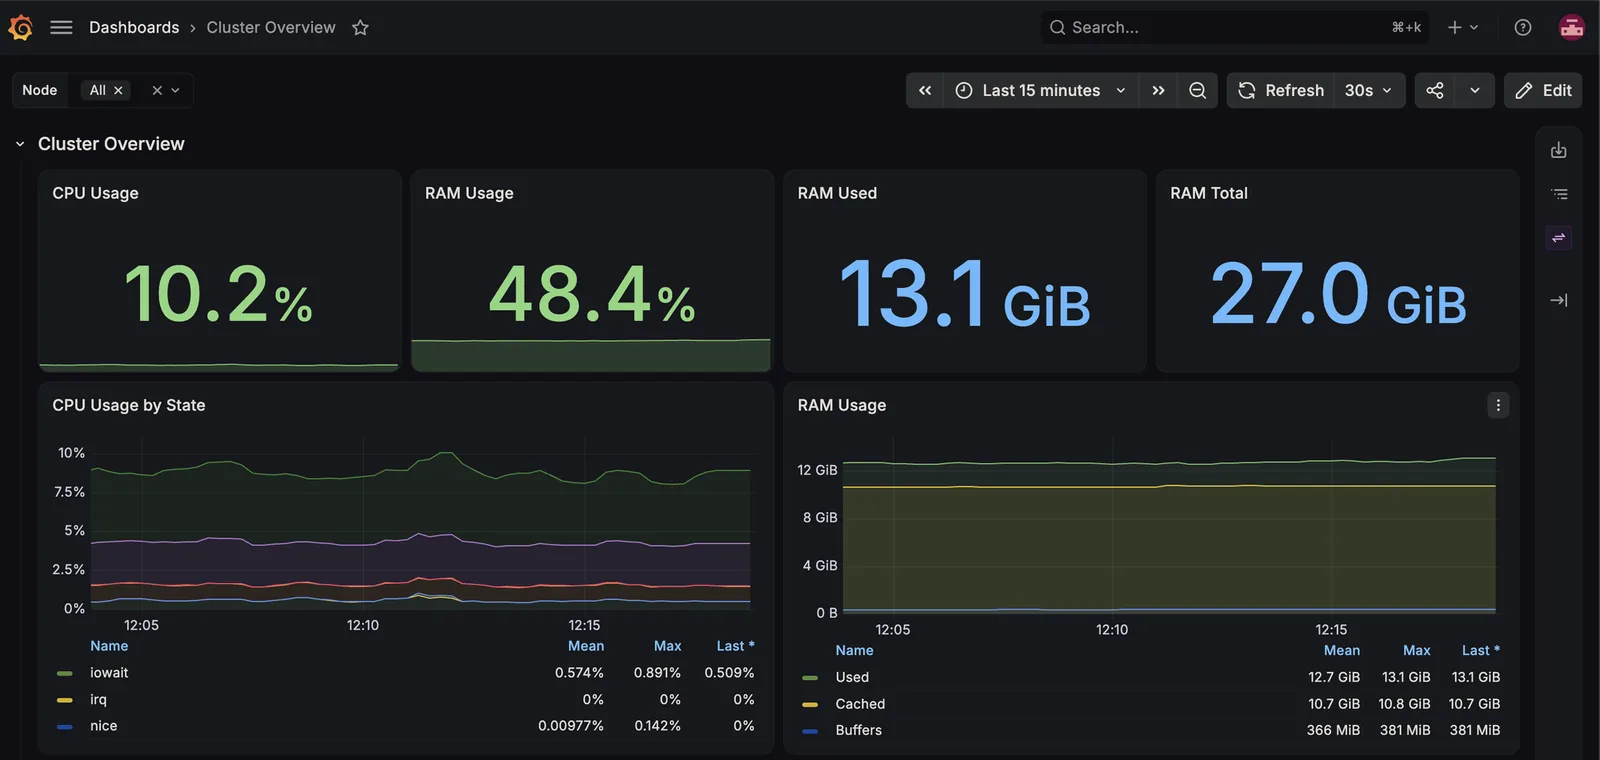 Dashboards › Cluster Overview
Search... ⌘+k
Node All × ×
Last 15 minutes Refresh 30s Edit
Cluster Overview
CPU Usage
10.2%
RAM Usage
48.4%
RAM Used
13.1 GiB
RAM Total
27.0 GiB
CPU Usage by State
10%
7.5%
5%
2.5%
0%
12:05 12:10 12:15
Name Mean Max Last *
iowait 0.574% 0.891% 0.509%
irq 0% 0% 0%
nice 0.00977% 0.142% 0%
RAM Usage
12 GiB
8 GiB
4 GiB
0 B
12:05 12:10 12:15
Name Mean Max Last *
Used 12.7 GiB 13.1 GiB 13.1 GiB
Cached 10.7 GiB 10.8 GiB 10.7 GiB
Buffers 366 MiB 381 MiB 381 MiB